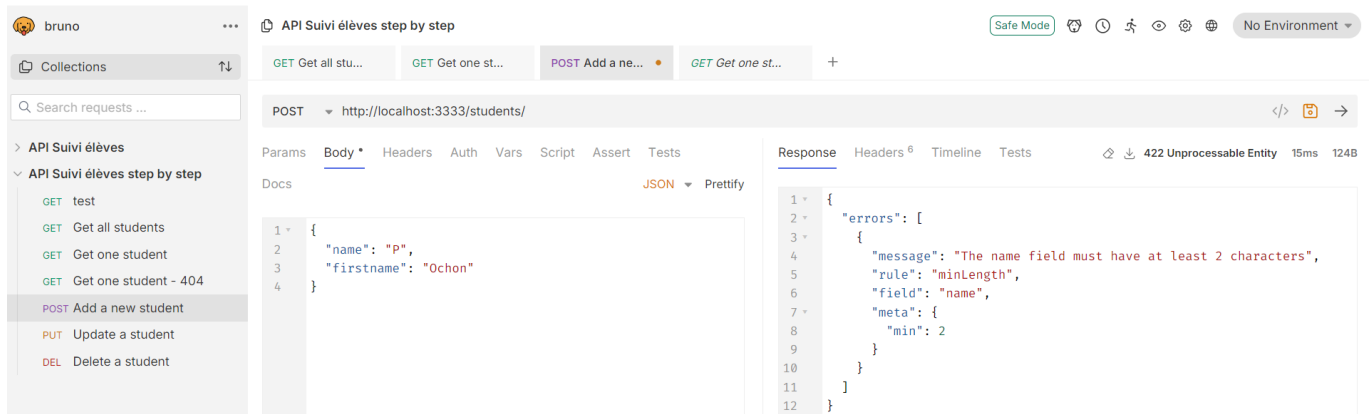 bruno
Collections
Search requests ...
API Suivi élèves
API Suivi élèves step by step
GET test
GET Get all students
GET Get one student
GET Get one student - 404
POST Add a new student
PUT Update a student
DEL Delete a student
API Suivi élèves step by step
Safe Mode
No Environment
GET Get all stu...
GET Get one st...
POST Add a ne...
GET Get one st...
+
POST http://localhost:3333/students/
</>
Params Body Headers Auth Vars Script Assert Tests
Docs
JSON Prettify
1 {
2 "name": "P",
3 "firstname": "Ochon"
4 }
Response Headers 6 Timeline Tests
422 Unprocessable Entity 15ms 124B
1 {
2 "errors": [
3 {
4 "message": "The name field must have at least 2 characters",
5 "rule": "minLength",
6 "field": "name",
7 "meta": {
8 "min": 2
9 }
10 }
11 ]
12 }